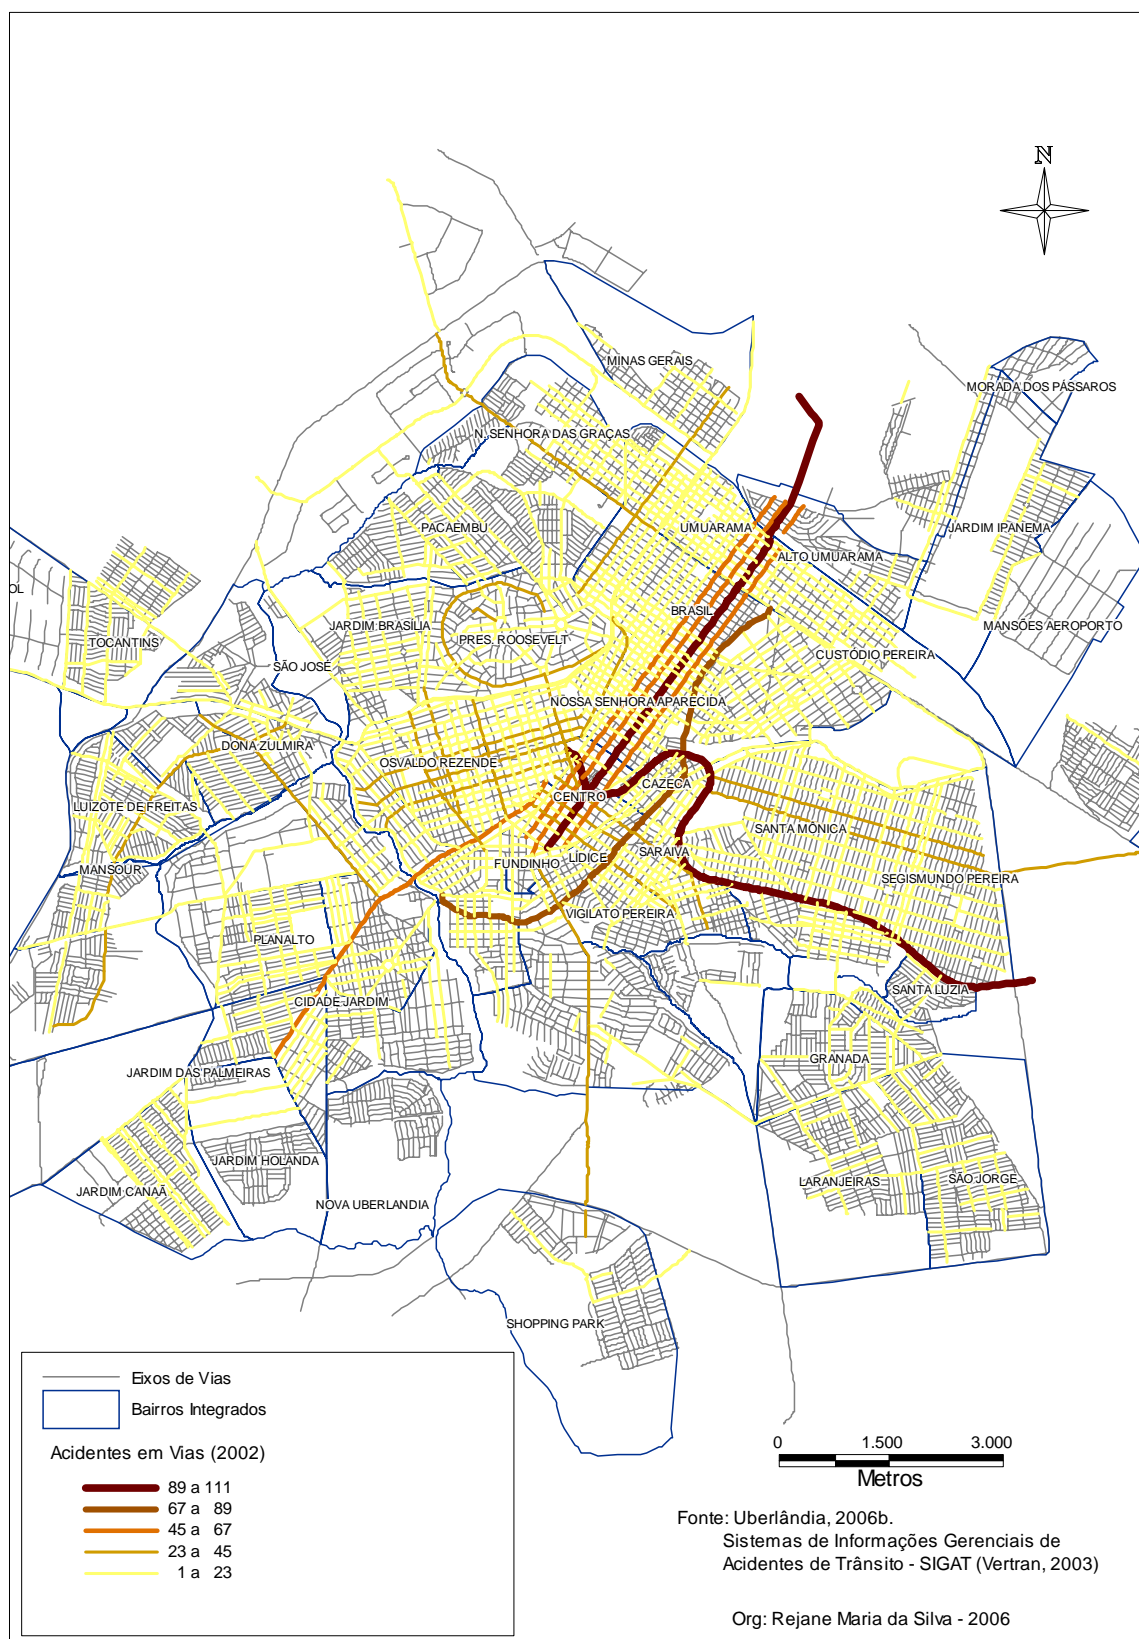 N
MINAS GERAIS
MORADA DOS PÁSSAROS
N. SENHORA DAS GRAÇAS
PACAEMBU
UMUARAMA
JARDIM IPANEMA
ALTO UMUARAMA
OL
BRASIL
JARDIM BRASÍLIA
PRES. ROOSEVELT
MANSÕES AEROPORTO
TOCANTINS
CUSTÓDIO PEREIRA
SÃO JOSÉ
NOSSA SENHORA APARECIDA
DONA ZULMIRA
OSVALDO REZENDE
CAZECA
CENTRO
LUIZOTE DE FREITAS
SANTA MÔNICA
SARAIVA
LÍDICE
FUNDINHO
MANSOUR
SEGISMUNDO PEREIRA
VIGILATO PEREIRA
PLANALTO
SANTA LUZIA
CIDADE JARDIM
GRANADA
JARDIM DAS PALMEIRAS
JARDIM HOLANDA
LARANJEIRAS
SÃO JORGE
JARDIM CANAÃ
NOVA UBERLANDIA
SHOPPING PARK
Eixos de Vias
Bairros Integrados
Acidentes em Vias (2002)
89 a 111
67 a 89
45 a 67
23 a 45
1 a 23
0 1.500 3.000
Metros
Fonte: Uberlândia, 2006b.
Sistemas de Informações Gerenciais de
Acidentes de Trânsito - SIGAT (Vertran, 2003)
Org: Rejane Maria da Silva - 2006